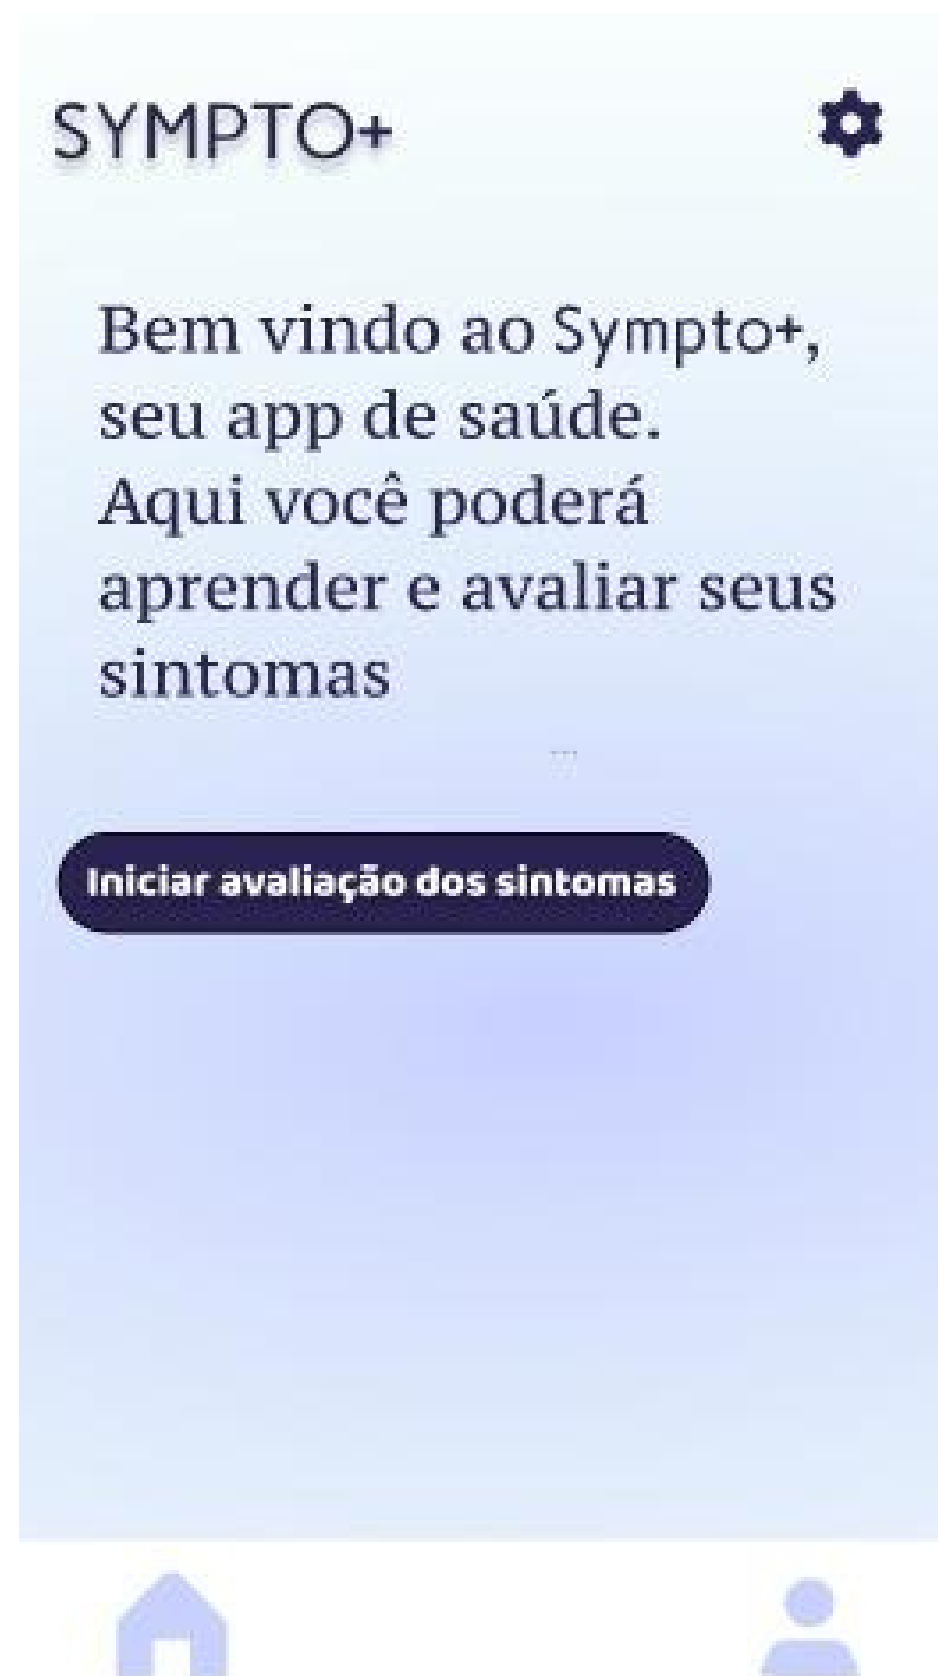 SYMPTO+
Bem vindo ao Sympto+,
seu app de saúde.
Aqui você poderá
aprender e avaliar seus
sintomas
Iniciar avaliação dos sintomas